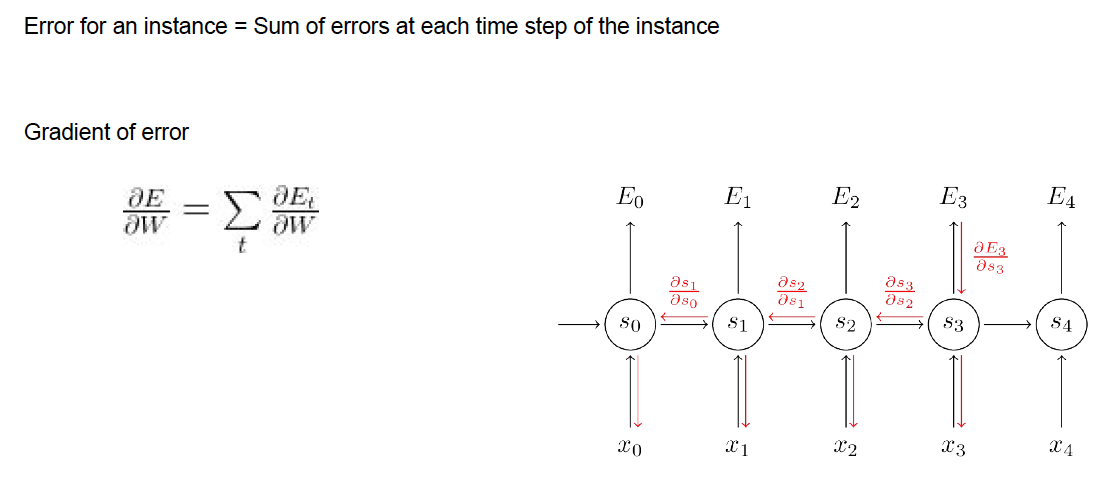 Error for an instance = Sum of errors at each time step of the instance
Gradient of error
∂E/∂W = ∑_t ∂E_t/∂W
E₀ E₁ E₂ E₃ E₄
∂E₃/∂s₃
∂s₁/∂s₀ ∂s₂/∂s₁ ∂s₃/∂s₂
s₀ s₁ s₂ s₃ s₄
x₀ x₁ x₂ x₃ x₄